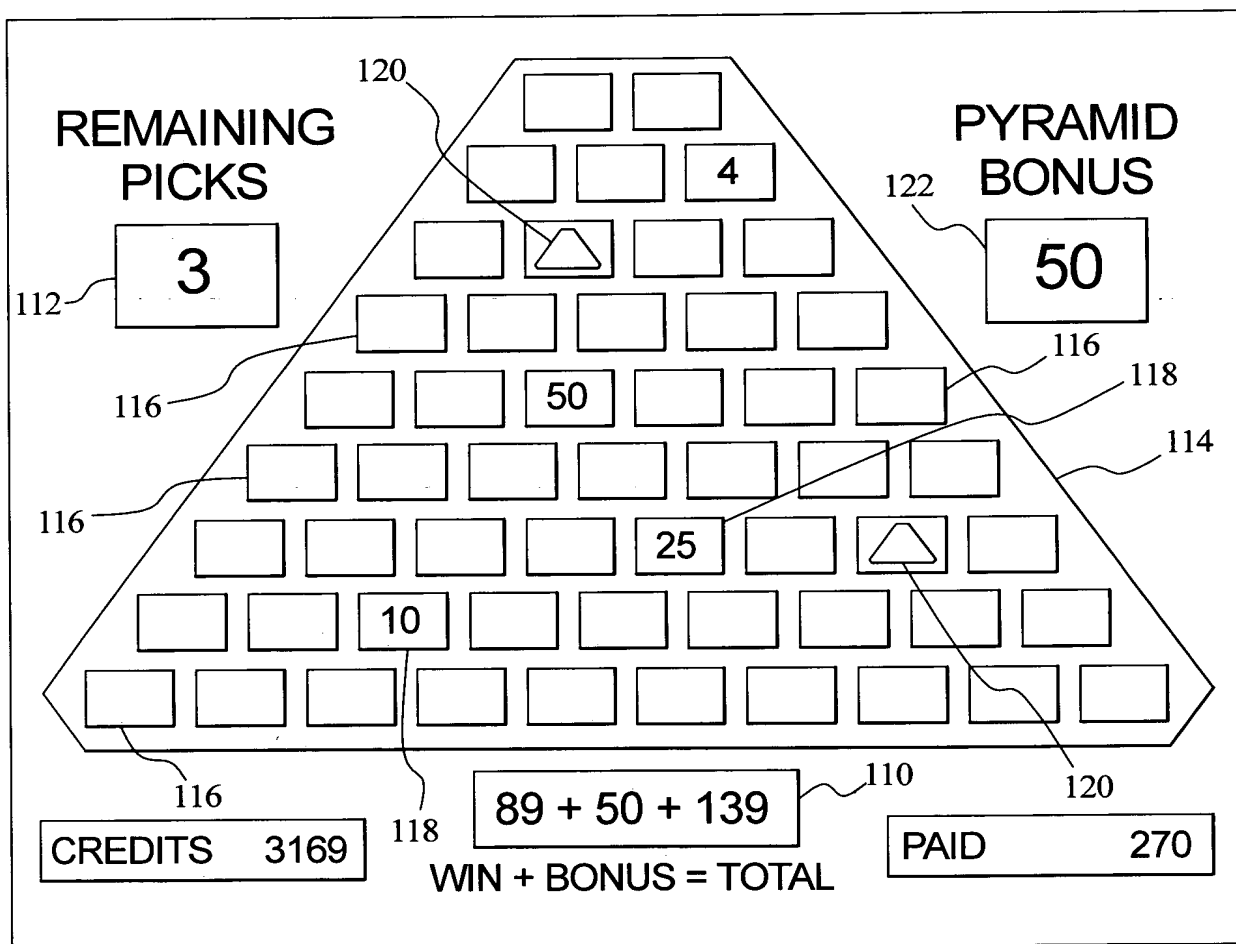 120
REMAINING
PICKS
PYRAMID
BONUS
122
4
3
50
112
116
118
116
50
114
116
25
10
116
118
89 + 50 + 139
110
120
CREDITS 3169
PAID 270
WIN + BONUS = TOTAL